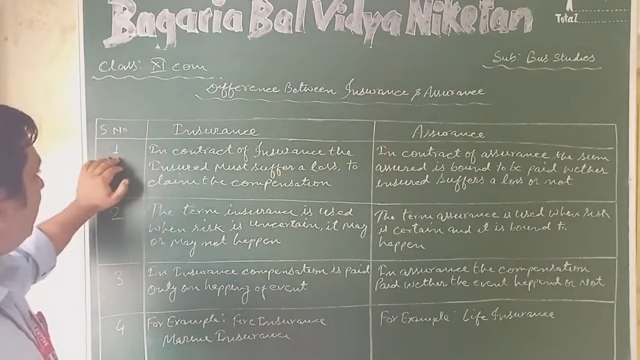 Bagaria Bal Vidya Niketan
Total
Class: XI com
Sub: Bus Studies
Difference Between Insurance & Assurance
S No
Insurance
Assurance
1
In contract of Insurance the
Insured Must suffer a loss, to
claim the compensation
In contract of assurance the sum
assured is bound to be paid wether
insured suffers a loss or not
2
The term insurance is used
when risk is uncertain, it may
or may not happen
The term assurance is used when risk
is certain and it is bound to
happen
3
In Insurance compensation is paid
only on happing of event
In assurance the compensation
Paid wether the event happend or Not
4
For Example: Fire Insurance
Marine Insurance
For Example: Life Insurance